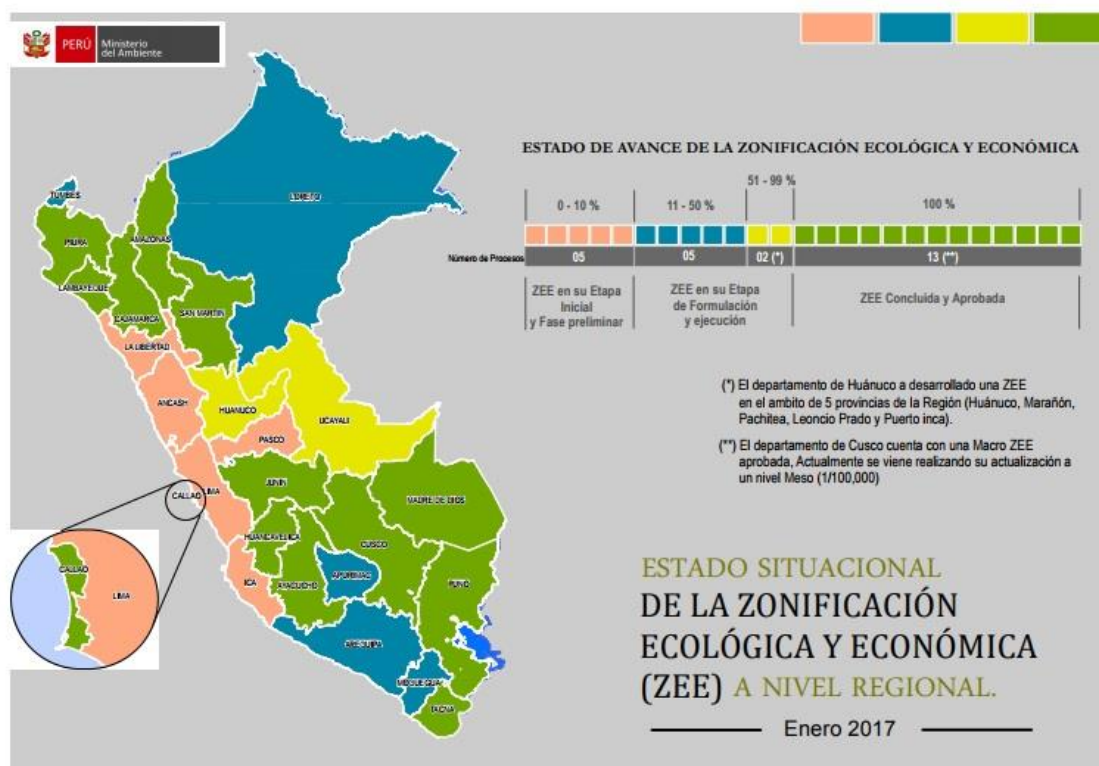 PERÚ
Ministerio
del Ambiente
ESTADO DE AVANCE DE LA ZONIFICACIÓN ECOLÓGICA Y ECONÓMICA
0 - 10 %
11 - 50 %
51 - 99 %
100 %
Número de Procesos
05
05
02 (*)
13 (**)
ZEE en su Etapa
Inicial
y Fase preliminar
ZEE en su Etapa
de Formulación
y ejecución
ZEE Concluida y Aprobada
(*) El departamento de Huánuco a desarrollado una ZEE
en el ambito de 5 provincias de la Región (Huánuco, Marañón,
Pachitea, Leoncio Prado y Puerto inca).
(**) El departamento de Cusco cuenta con una Macro ZEE
aprobada, Actualmente se viene realizando su actualización a
un nivel Meso (1/100,000)
TUMBES
LORETO
PIURA
AMAZONAS
LAMBAYEQUE
CAJAMARCA
SAN MARTIN
LA LIBERTAD
ANCASH
HUANUCO
UCAYALI
PASCO
JUNIN
CALLAO
LIMA
MADRE DE DIOS
HUANCAVELICA
CUSCO
ICA
AYACUCHO
APURIMAC
PUNO
AREQUIPA
MOQUEGUA
TACNA
CALLAO
LIMA
ESTADO SITUACIONAL
DE LA ZONIFICACIÓN
ECOLÓGICA Y ECONÓMICA
(ZEE) A NIVEL REGIONAL.
Enero 2017